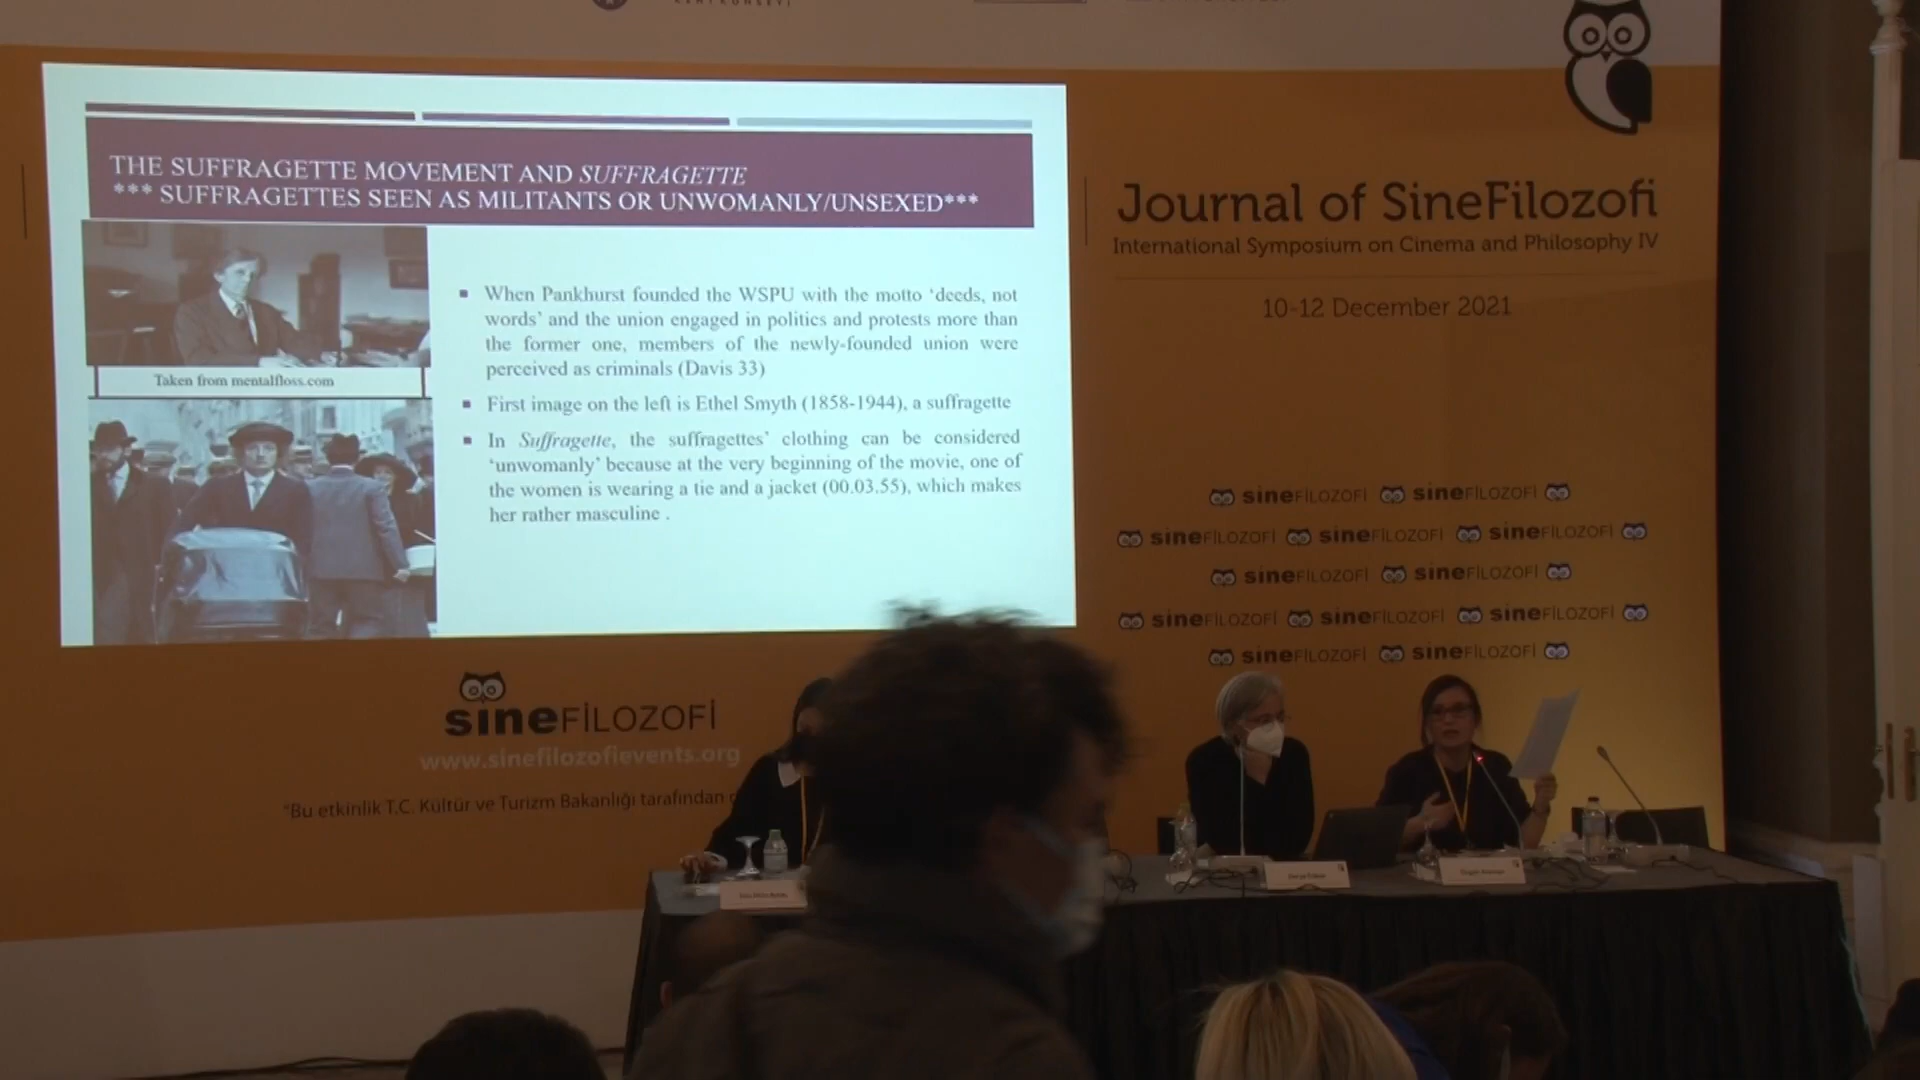 THE SUFFRAGETTE MOVEMENT AND SUFFRAGETTE
*** SUFFRAGETTES SEEN AS MILITANTS OR UNWOMANLY/UNSEXED***
Taken from mentalfloss.com
▪ When Pankhurst founded the WSPU with the motto ‘deeds, not
words’ and the union engaged in politics and protests more than
the former one, members of the newly-founded union were
perceived as criminals (Davis 33)
▪ First image on the left is Ethel Smyth (1858-1944), a suffragette
▪ In Suffragette, the suffragettes’ clothing can be considered
‘unwomanly’ because at the very beginning of the movie, one of
the women is wearing a tie and a jacket (00.03.55), which makes
her rather masculine .
Journal of SineFilozofi
International Symposium on Cinema and Philosophy IV
10-12 December 2021
sineFİLOZOFİ sineFİLOZOFİ
sineFİLOZOFİ sineFİLOZOFİ sineFİLOZOFİ
sineFİLOZOFİ sineFİLOZOFİ
sineFİLOZOFİ sineFİLOZOFİ sineFİLOZOFİ
sineFİLOZOFİ sineFİLOZOFİ
sineFİLOZOFİ
www.sinefilozofievents.org
"Bu etkinlik T.C. Kültür ve Turizm Bakanlığı tarafından